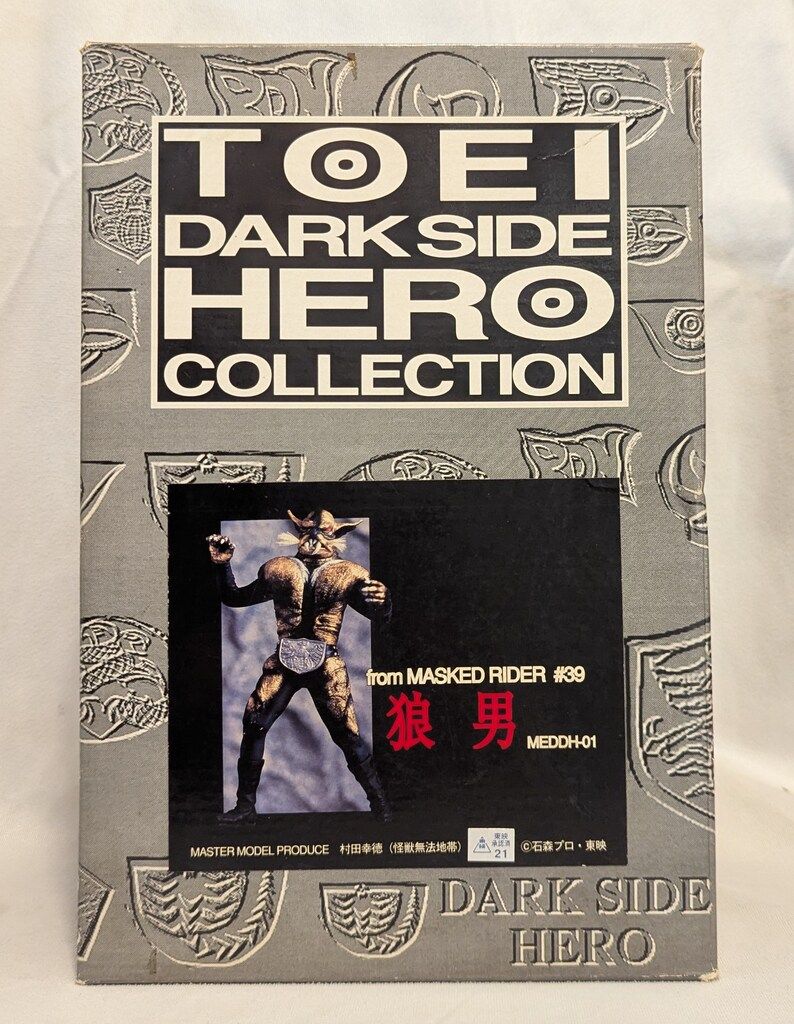 TOEI
DARK SIDE
HERO
COLLECTION
from MASKED RIDER #39
狼 男
MEDDH-01
MASTER MODEL PRODUCE 村田幸徳 (怪獣無法地帯)
東映
承認済
21
©石森プロ・東映
DARK SIDE
HERO